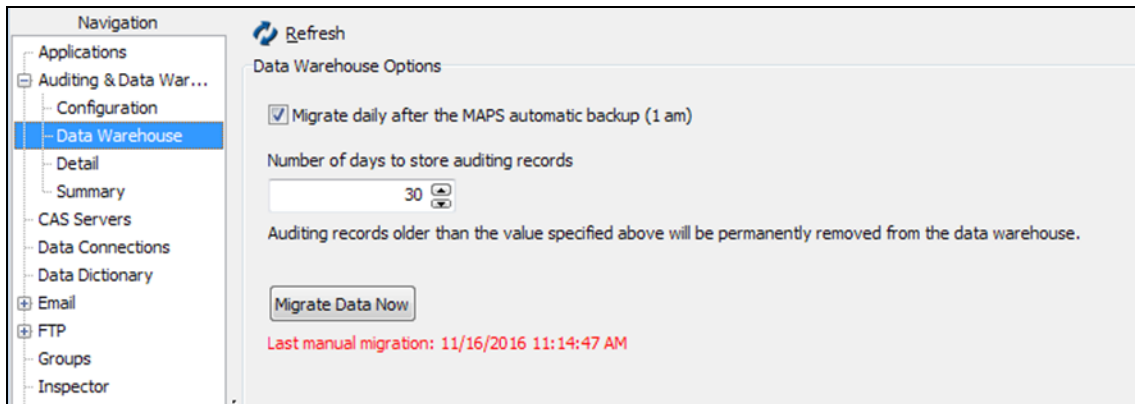 Navigation
Applications
Auditing & Data War...
Configuration
Data Warehouse
Detail
Summary
CAS Servers
Data Connections
Data Dictionary
Email
FTP
Groups
Inspector
Refresh
Data Warehouse Options
Migrate daily after the MAPS automatic backup (1 am)
Number of days to store auditing records
30
Auditing records older than the value specified above will be permanently removed from the data warehouse.
Migrate Data Now
Last manual migration: 11/16/2016 11:14:47 AM